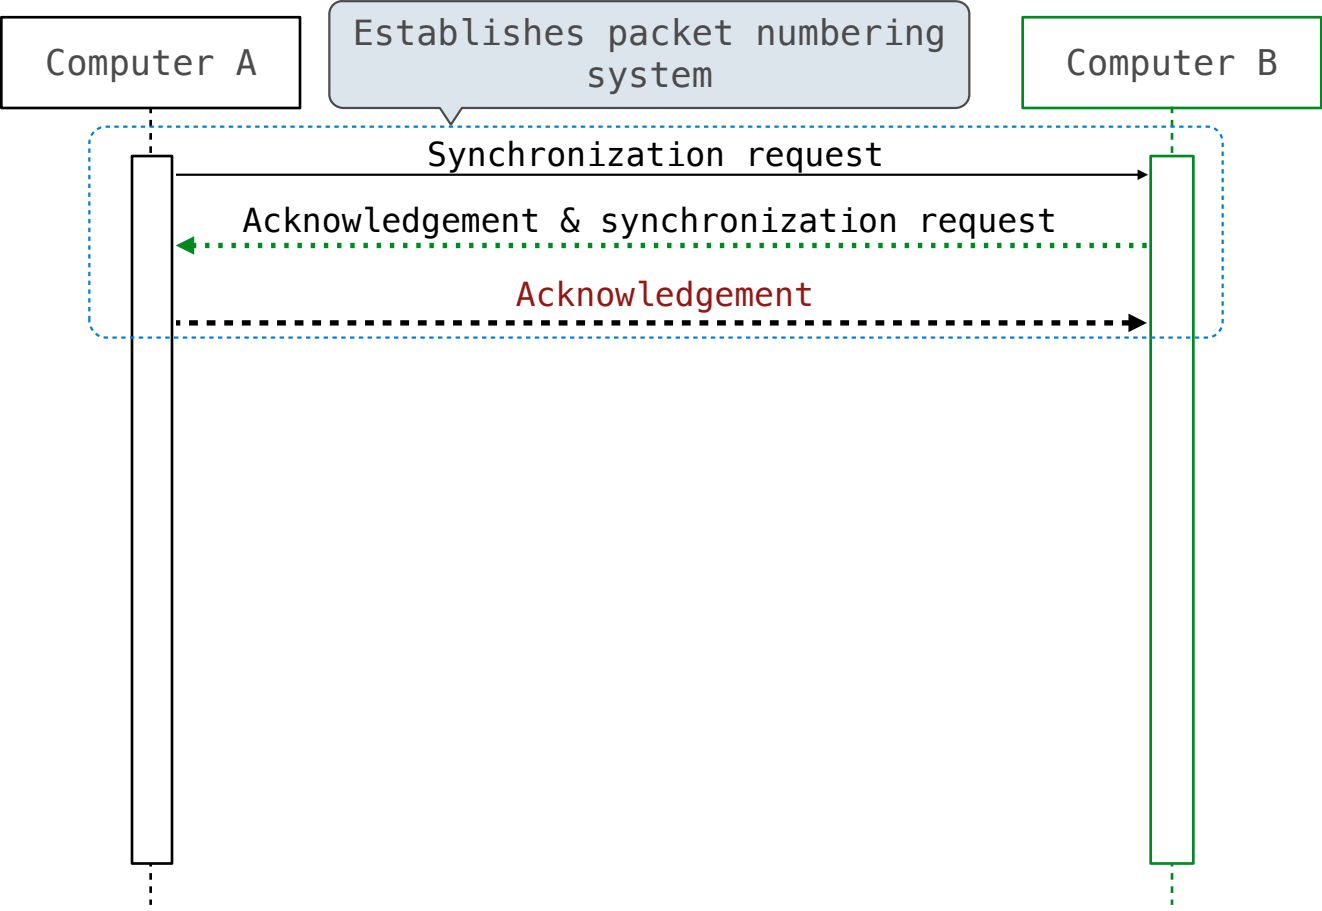 Computer A
Establishes packet numbering
system
Computer B
Synchronization request
Acknowledgement & synchronization request
Acknowledgement